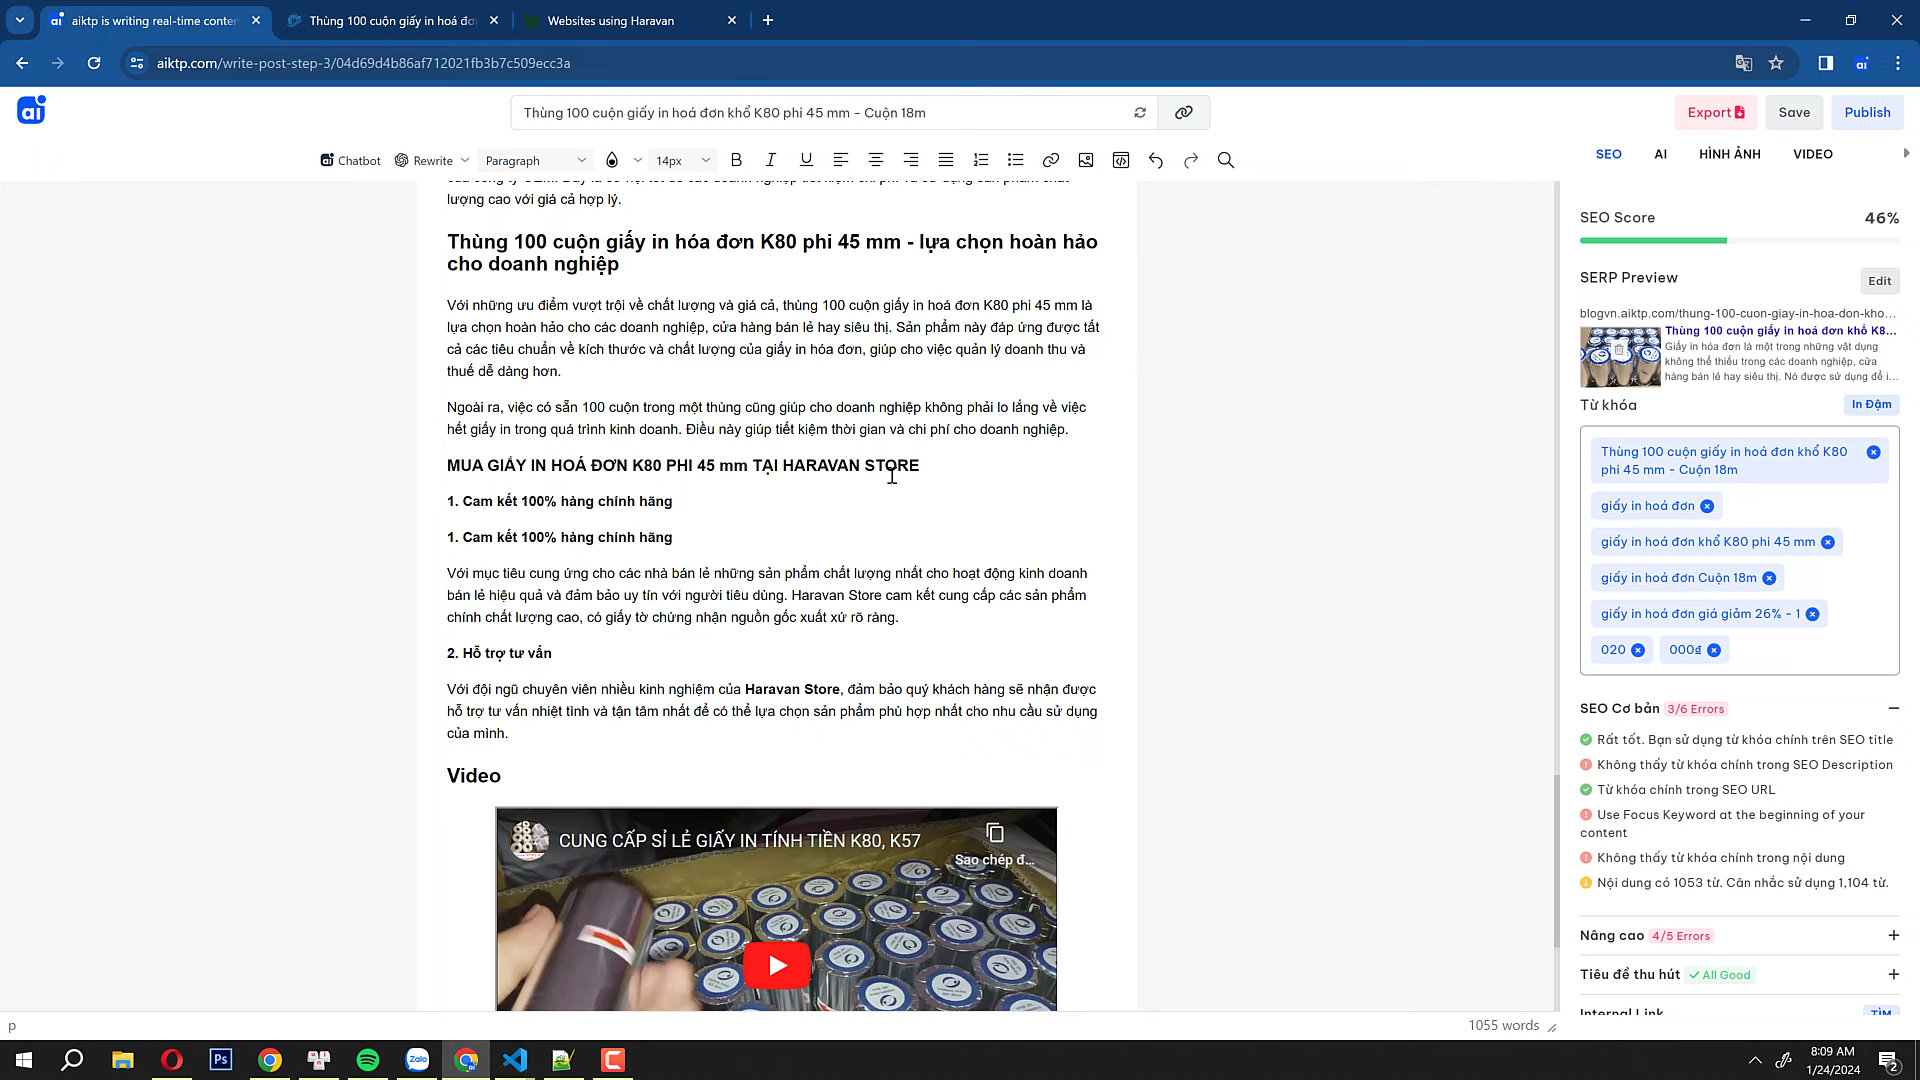 aiktp is writing real-time conten
Thùng 100 cuộn giấy in hoá đơ
Websites using Haravan
aiktp.com/write-post-step-3/04d69d4b86af712021fb3b7c509ecc3a
ai
Thùng 100 cuộn giấy in hoá đơn khổ K80 phi 45 mm - Cuộn 18m
Export
Save
Publish
Chatbot
Rewrite
Paragraph
14px
SEO
AI
HÌNH ẢNH
VIDEO
lượng cao với giá cả hợp lý.
Thùng 100 cuộn giấy in hóa đơn K80 phi 45 mm - lựa chọn hoàn hảo
cho doanh nghiệp
Với những ưu điểm vượt trội về chất lượng và giá cả, thùng 100 cuộn giấy in hoá đơn K80 phi 45 mm là
lựa chọn hoàn hảo cho các doanh nghiệp, cửa hàng bán lẻ hay siêu thị. Sản phẩm này đáp ứng được tất
cả các tiêu chuẩn về kích thước và chất lượng của giấy in hóa đơn, giúp cho việc quản lý doanh thu và
thuế dễ dàng hơn.
Ngoài ra, việc có sẵn 100 cuộn trong một thùng cũng giúp cho doanh nghiệp không phải lo lắng về việc
hết giấy in trong quá trình kinh doanh. Điều này giúp tiết kiệm thời gian và chi phí cho doanh nghiệp.
MUA GIẤY IN HOÁ ĐƠN K80 PHI 45 mm TẠI HARAVAN STORE
1. Cam kết 100% hàng chính hãng
1. Cam kết 100% hàng chính hãng
Với mục tiêu cung ứng cho các nhà bán lẻ những sản phẩm chất lượng nhất cho hoạt động kinh doanh
bán lẻ hiệu quả và đảm bảo uy tín với người tiêu dùng. Haravan Store cam kết cung cấp các sản phẩm
chính chất lượng cao, có giấy tờ chứng nhận nguồn gốc xuất xứ rõ ràng.
2. Hỗ trợ tư vấn
Với đội ngũ chuyên viên nhiều kinh nghiệm của Haravan Store, đảm bảo quý khách hàng sẽ nhận được
hỗ trợ tư vấn nhiệt tình và tận tâm nhất để có thể lựa chọn sản phẩm phù hợp nhất cho nhu cầu sử dụng
của mình.
Video
CUNG CẤP SỈ LẺ GIẤY IN TÍNH TIỀN K80, K57
Sao chép đ...
SEO Score
46%
SERP Preview
Edit
blogvn.aiktp.com/thung-100-cuon-giay-in-hoa-don-kho...
Thùng 100 cuộn giấy in hoá đơn khổ K8...
Giấy in hóa đơn là một trong những vật dụng
không thể thiếu trong các doanh nghiệp, cửa
hàng bán lẻ hay siêu thị. Nó được sử dụng để i...
Từ khóa
In Đậm
Thùng 100 cuộn giấy in hoá đơn khổ K80
phi 45 mm - Cuộn 18m
giấy in hoá đơn
giấy in hoá đơn khổ K80 phi 45 mm
giấy in hoá đơn Cuộn 18m
giấy in hoá đơn giá giảm 26% - 1
020
000₫
SEO Cơ bản 3/6 Errors
Rất tốt. Bạn sử dụng từ khóa chính trên SEO title
Không thấy từ khóa chính trong SEO Description
Từ khóa chính trong SEO URL
Use Focus Keyword at the beginning of your
content
Không thấy từ khóa chính trong nội dung
Nội dung có 1053 từ. Cân nhắc sử dụng 1,104 từ.
Nâng cao 4/5 Errors
Tiêu đề thu hút All Good
Internal Link
TÌM
p
1055 words
Ps
Zalo
8:09 AM
1/24/2024
2